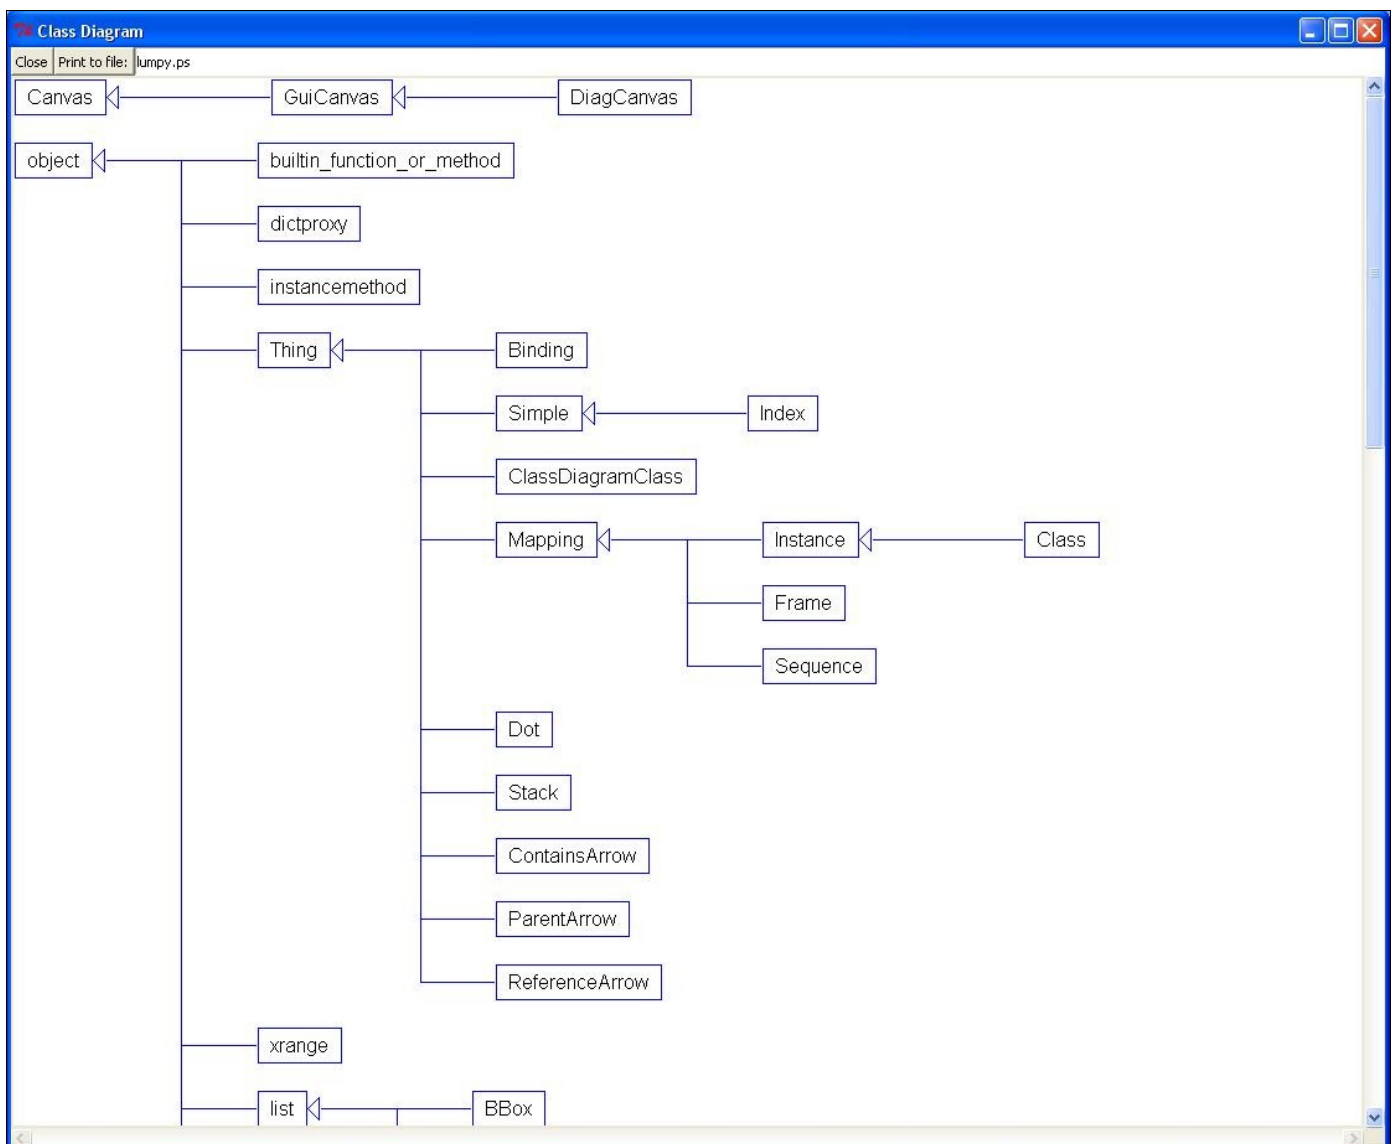 Class Diagram
Close Print to file: lumpy.ps
Canvas GuiCanvas DiagCanvas
object builtin_function_or_method
dictproxy
instancemethod
Thing Binding
Simple Index
ClassDiagramClass
Mapping Instance Class
Frame
Sequence
Dot
Stack
ContainsArrow
ParentArrow
ReferenceArrow
xrange
list BBox